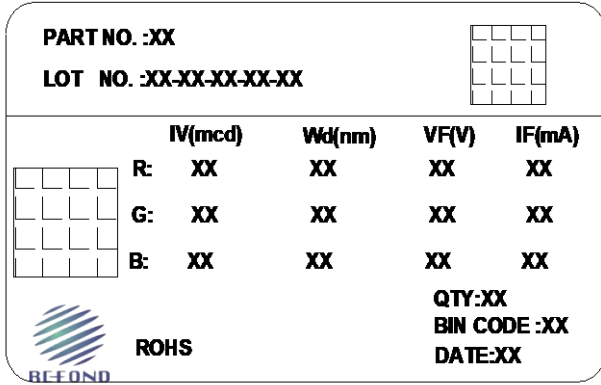 PART NO. :XX
LOT NO. :XX-XX-XX-XX-XX
IV(mcd) Wd(nm) VF(V) IF(mA)
R: XX XX XX XX
G: XX XX XX XX
B: XX XX XX XX
QTY:XX
BIN CODE :XX
ROHS
DATE:XX
REFOND